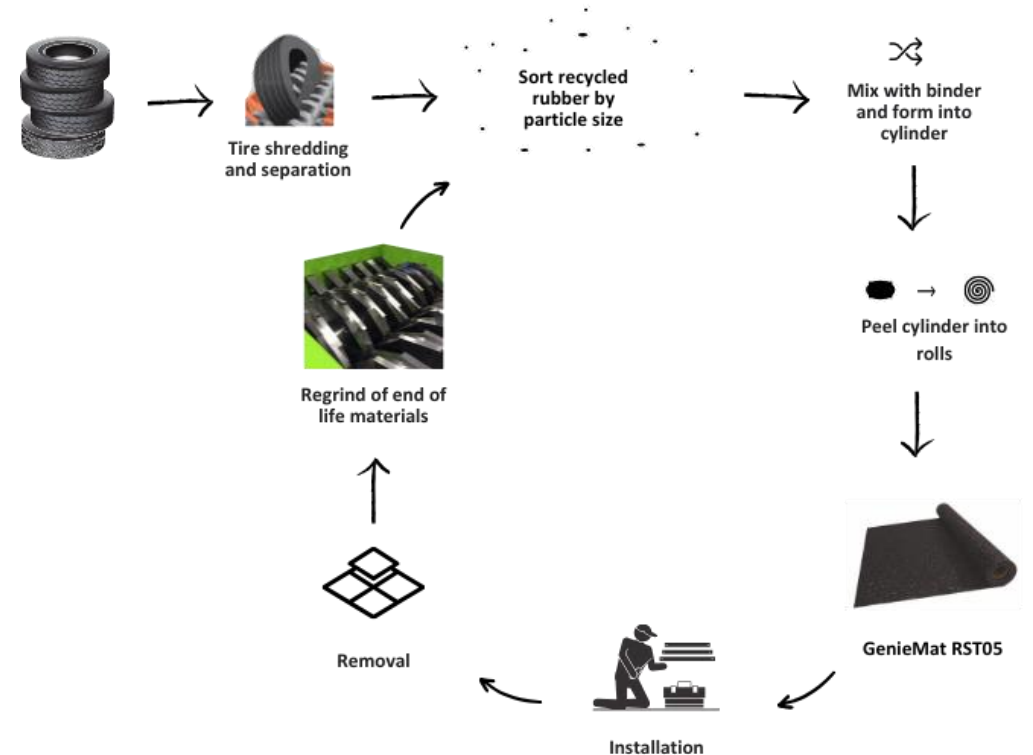 Tire shredding
and separation
Sort recycled
rubber by
particle size
Mix with binder
and form into
cylinder
Peel cylinder into
rolls
GenieMat RST05
Installation
Removal
Regrind of end of
life materials